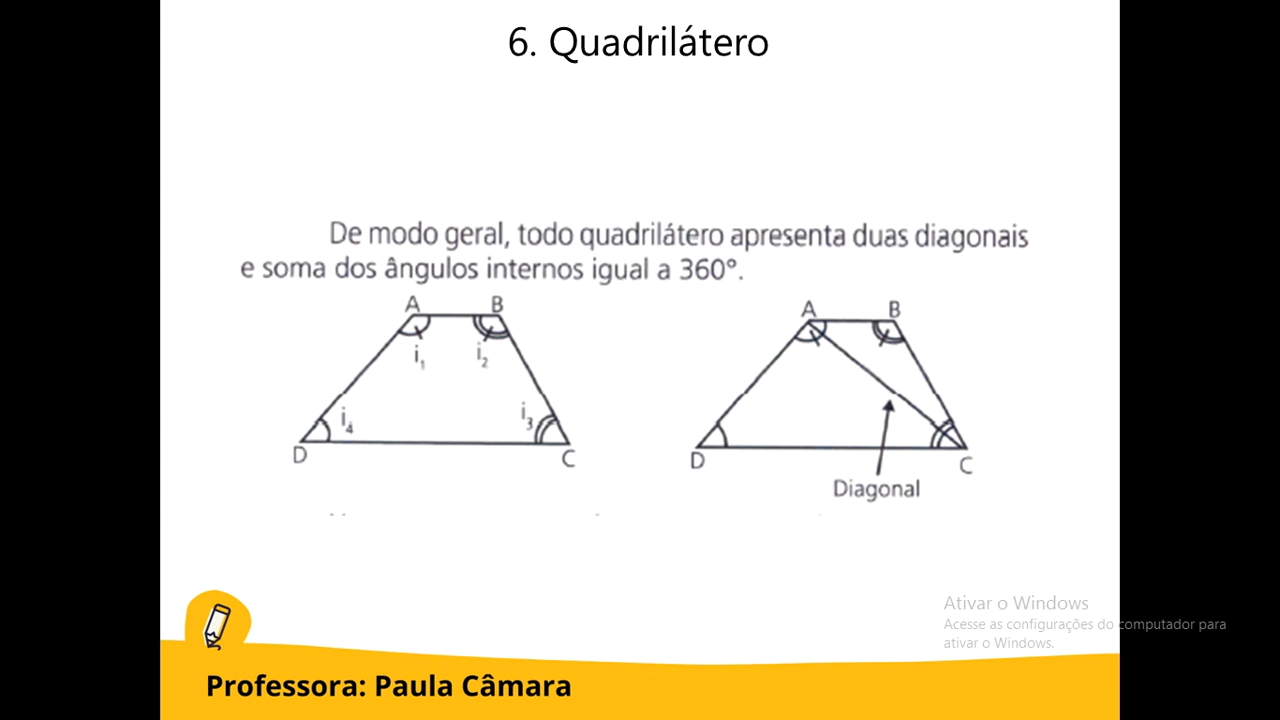 6. Quadrilátero
De modo geral, todo quadrilátero apresenta duas diagonais
e soma dos ângulos internos igual a 360°.
A B
i₁ i₂
i₄ i₃
D C
A B
D C
Diagonal
Ativar o Windows
Acesse as configurações do computador para
ativar o Windows.
Professora: Paula Câmara